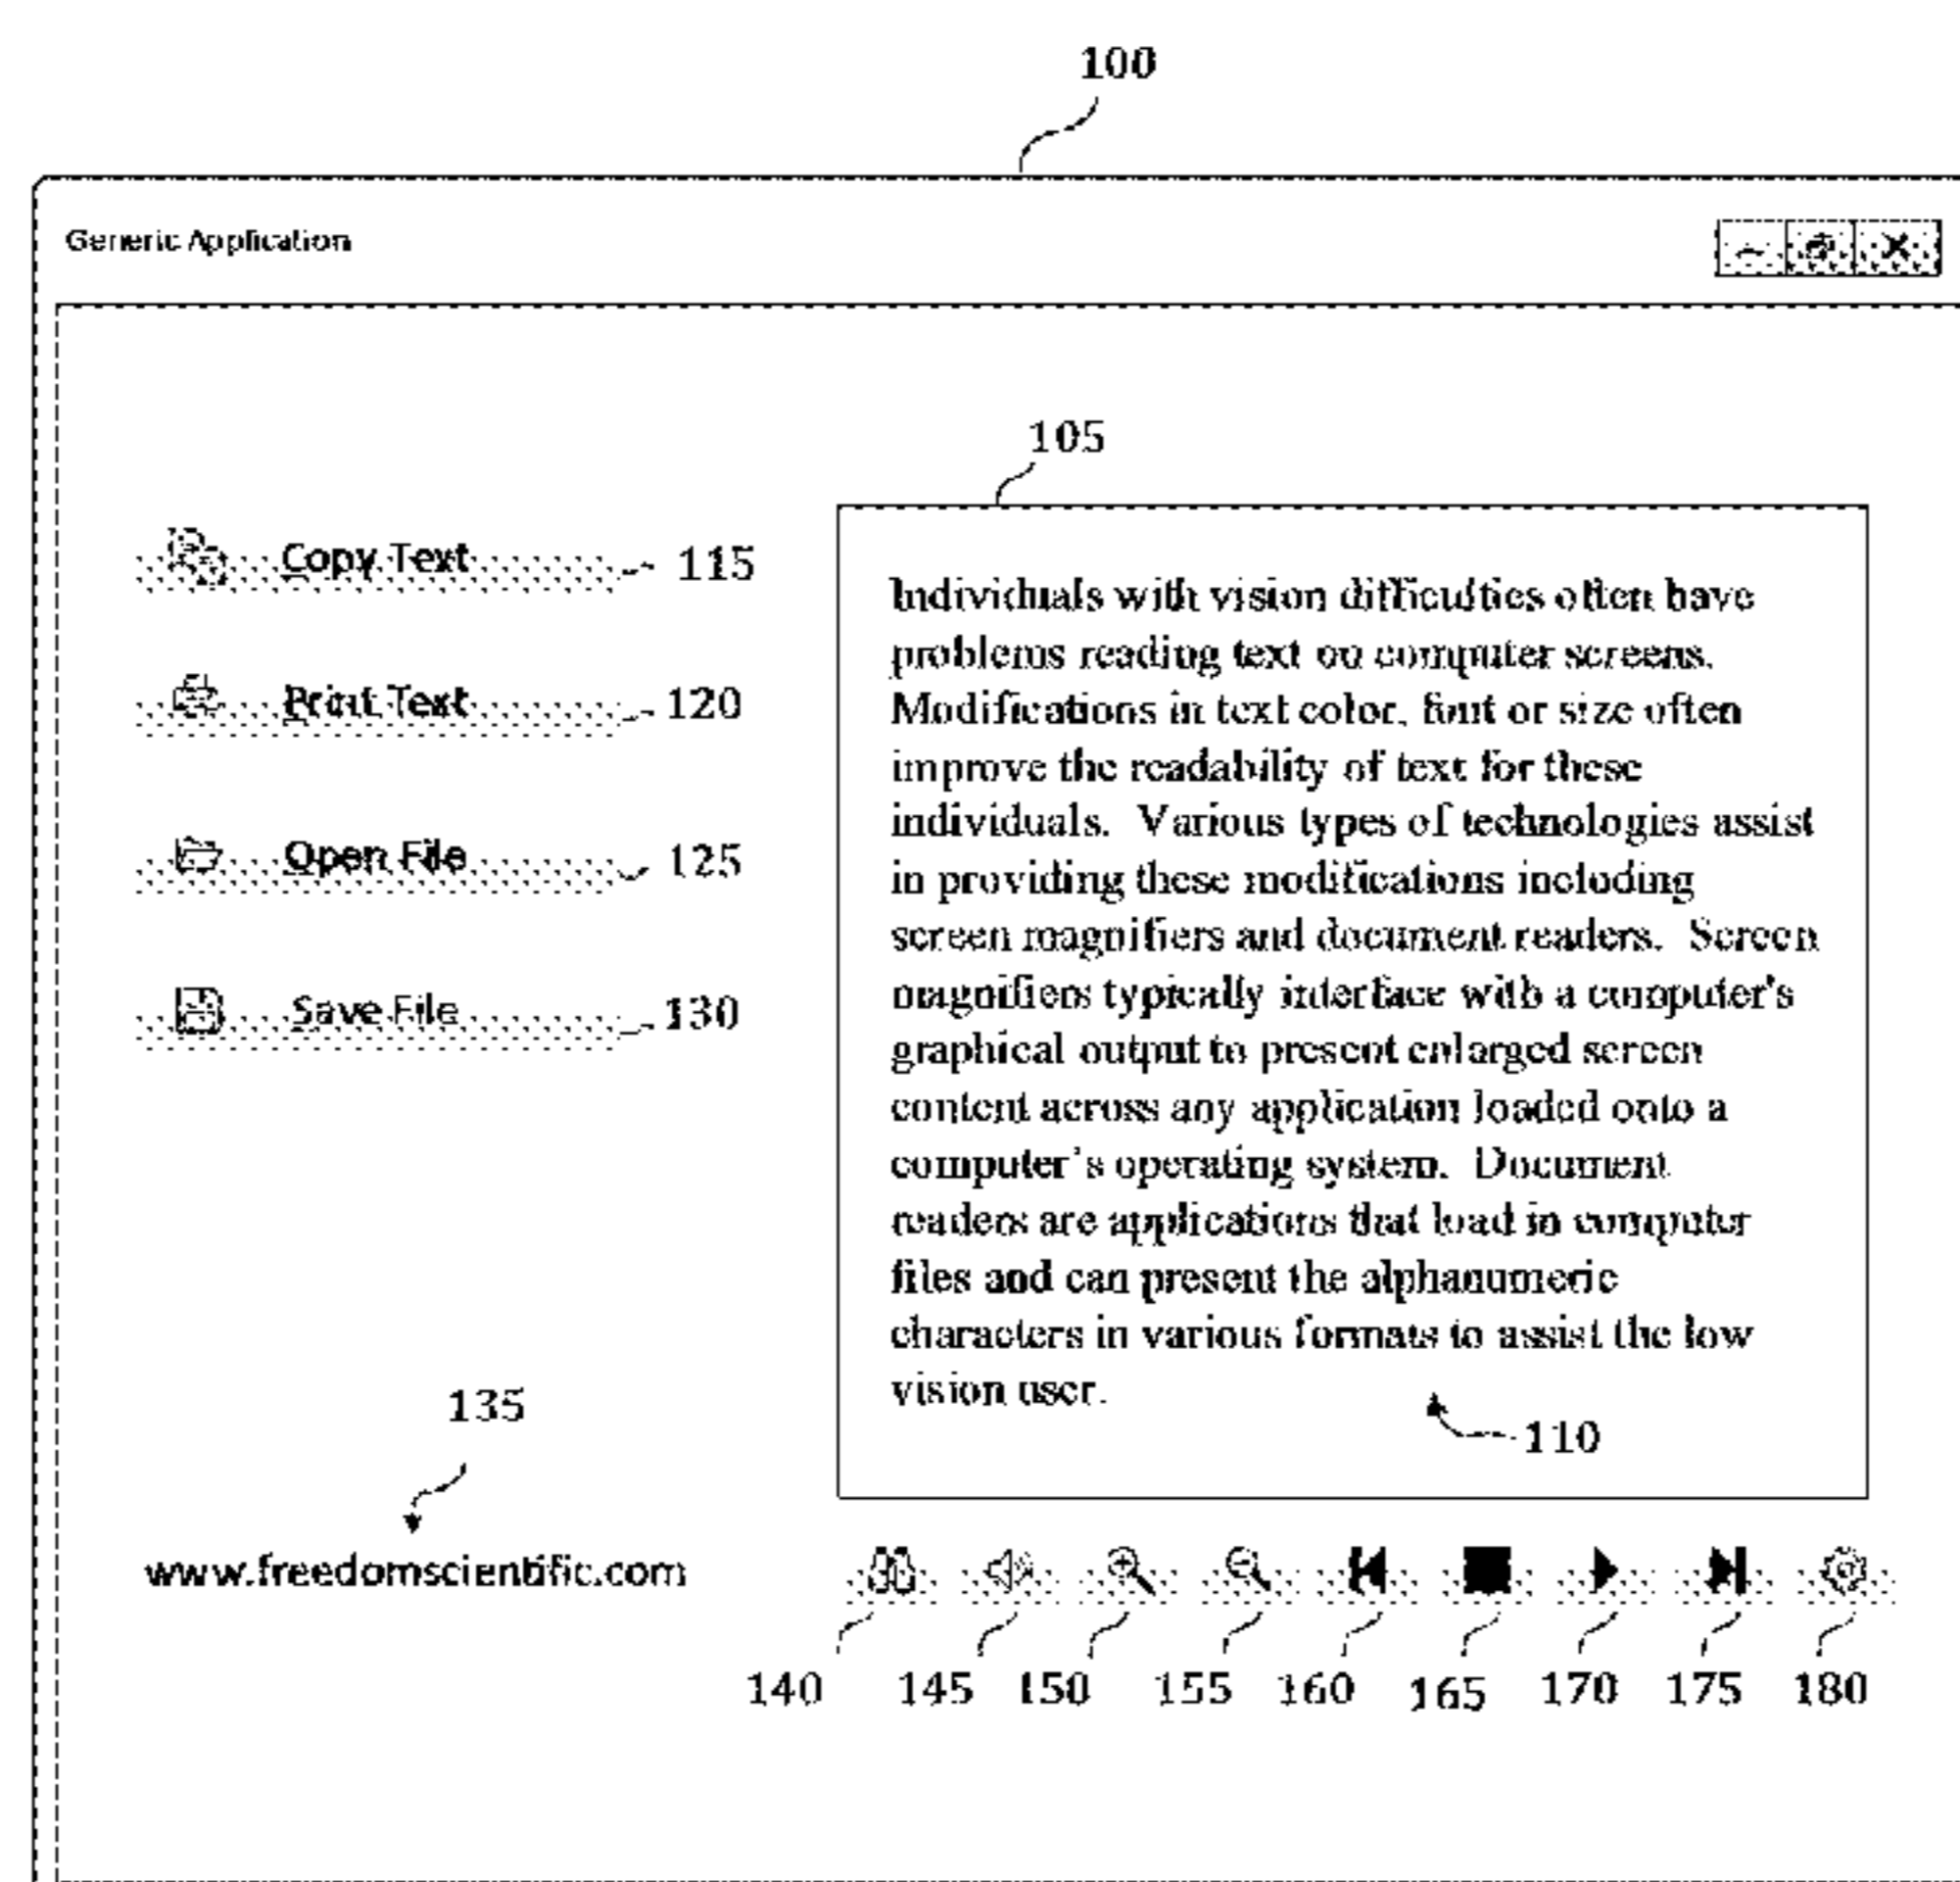 100
Generic Application
105
Copy Text 115
Print Text 120
Open File 125
Save File 130
Individuals with vision difficulties often have
problems reading text on computer screens.
Modifications in text color, font or size often
improve the readability of text for these
individuals. Various types of technologies assist
in providing these modifications including
screen magnifiers and document readers. Screen
magnifiers typically interface with a computer's
graphical output to present enlarged screen
content across any application loaded onto a
computer's operating system. Document
readers are applications that load in computer
files and can present the alphanumeric
characters in various formats to assist the low
vision user.
110
135
www.freedomscientific.com
140 145 150 155 160 165 170 175 180